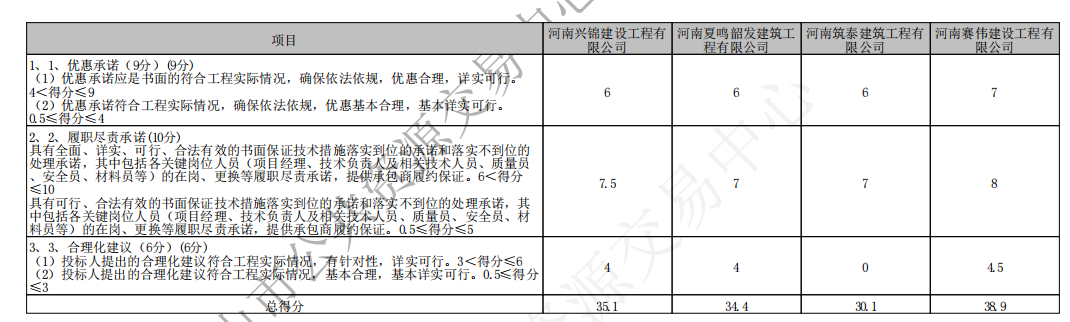 项目
河南兴锦建设工程有
限公司
河南夏鸣韶发建筑工
程有限公司
河南筑泰建筑工程有
限公司
河南赛伟建设工程有
限公司
1、1、优惠承诺（9分）(9分)
（1）优惠承诺应是书面的符合工程实际情况，确保依法依规，优惠合理，详实可行。
4＜得分≤9
（2）优惠承诺符合工程实际情况，确保依法依规，优惠基本合理，基本详实可行。
0.5≤得分≤4
6
6
6
7
2、2、履职尽责承诺(10分)
具有全面、详实、可行、合法有效的书面保证技术措施落实到位的承诺和落实不到位的
处理承诺，其中包括各关键岗位人员（项目经理、技术负责人及相关技术人员、质量员
、安全员、材料员等）的在岗、更换等履职尽责承诺，提供承包商履约保证。6＜得分
≤10
具有可行、合法有效的书面保证技术措施落实到位的承诺和落实不到位的处理承诺，其
中包括各关键岗位人员（项目经理、技术负责人及相关技术人员、质量员、安全员、材
料员等）的在岗、更换等履职尽责承诺，提供承包商履约保证。0.5≤得分≤5
7.5
7
7
8
3、3、合理化建议（6分）(6分)
（1）投标人提出的合理化建议符合工程实际情况，有针对性，详实可行。3＜得分≤6
（2）投标人提出的合理化建议符合工程实际情况，基本合理，基本详实可行。0.5≤得分
≤3
4
4
0
4.5
总得分
35.1
34.4
30.1
38.9